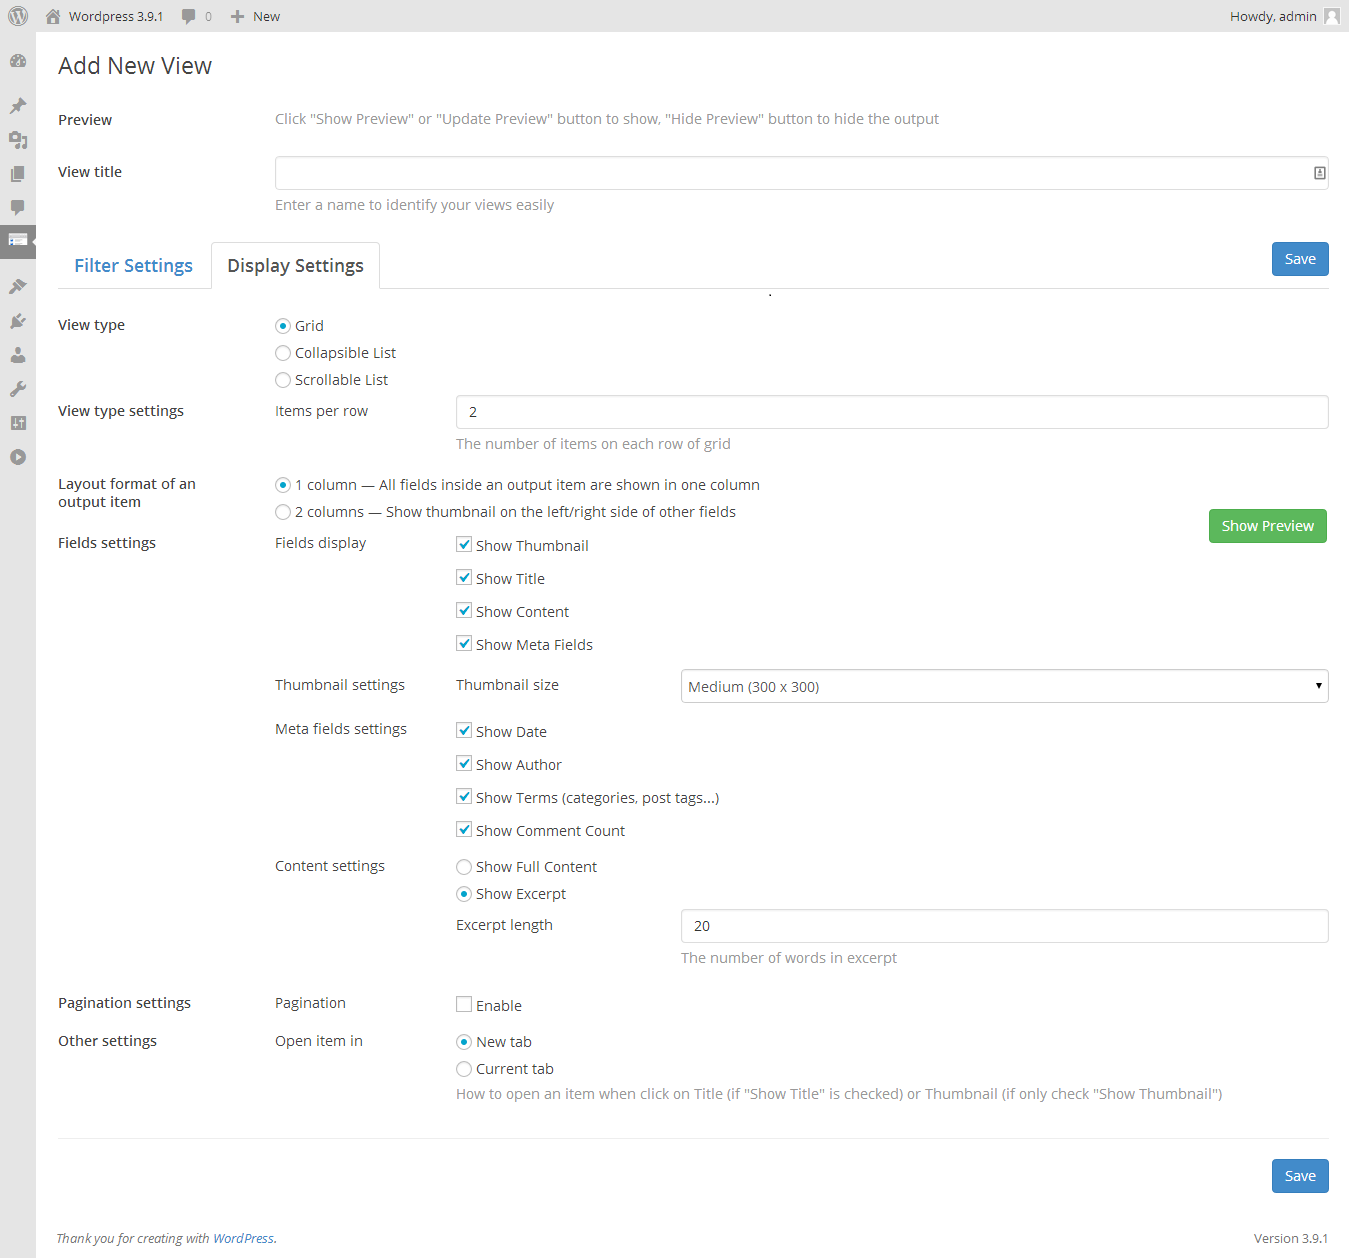 Wordpress 3.9.1 0 New Howdy, admin
Add New View
Preview Click "Show Preview" or "Update Preview" button to show, "Hide Preview" button to hide the output
View title
Enter a name to identify your views easily
Filter Settings Display Settings Save
.
View type Grid
Collapsible List
Scrollable List
View type settings Items per row 2
The number of items on each row of grid
Layout format of an
output item
1 column — All fields inside an output item are shown in one column
2 columns — Show thumbnail on the left/right side of other fields
Show Preview
Fields settings Fields display Show Thumbnail
Show Title
Show Content
Show Meta Fields
Thumbnail settings Thumbnail size Medium (300 x 300)
Meta fields settings Show Date
Show Author
Show Terms (categories, post tags...)
Show Comment Count
Content settings Show Full Content
Show Excerpt
Excerpt length 20
The number of words in excerpt
Pagination settings Pagination Enable
Other settings Open item in New tab
Current tab
How to open an item when click on Title (if "Show Title" is checked) or Thumbnail (if only check "Show Thumbnail")
Save
Thank you for creating with WordPress. Version 3.9.1